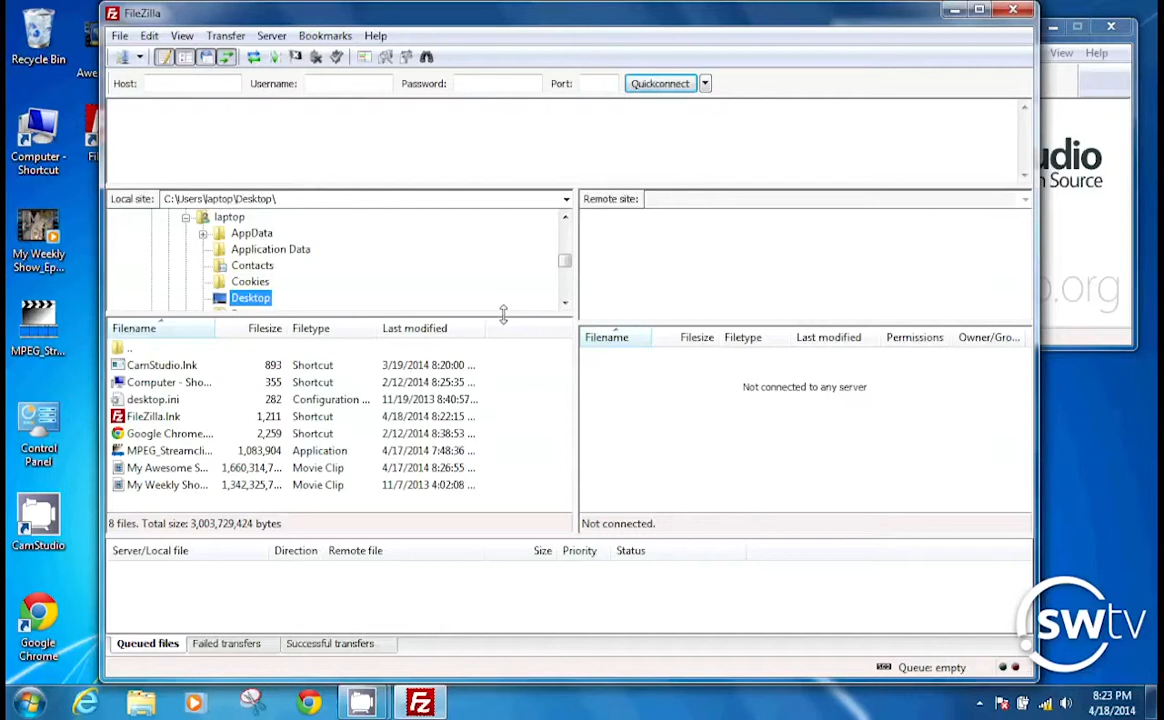 FileZilla
Recycle Bin
Awe
File Edit View Transfer Server Bookmarks Help
View Help
Host: Username: Password: Port: Quickconnect
Computer - Shortcut
Fi
udio
n Source
Local site: C:\Users\laptop\Desktop\
Remote site:
laptop
AppData
Application Data
Contacts
Cookies
Desktop
My Weekly Show_Ep...
.org
Filename Filesize Filetype Last modified
Filename Filesize Filetype Last modified Permissions Owner/Gro...
..
MPEG_Str...
CamStudio.lnk 893 Shortcut 3/19/2014 8:20:00 ...
Computer - Sho... 355 Shortcut 2/12/2014 8:25:35 ...
desktop.ini 282 Configuration ... 11/19/2013 8:40:57...
FileZilla.lnk 1,211 Shortcut 4/18/2014 8:22:15 ...
Google Chrome.... 2,259 Shortcut 2/12/2014 8:38:53 ...
MPEG_Streamcli... 1,083,904 Application 4/17/2014 7:48:36 ...
My Awesome S... 1,660,314,7... Movie Clip 4/17/2014 8:26:55 ...
My Weekly Sho... 1,342,325,7... Movie Clip 11/7/2013 4:02:08 ...
Not connected to any server
Control Panel
8 files. Total size: 3,003,729,424 bytes
Not connected.
CamStudio
Server/Local file Direction Remote file Size Priority Status
Google Chrome
Queued files Failed transfers Successful transfers
Queue: empty
swtv
8:23 PM
4/18/2014